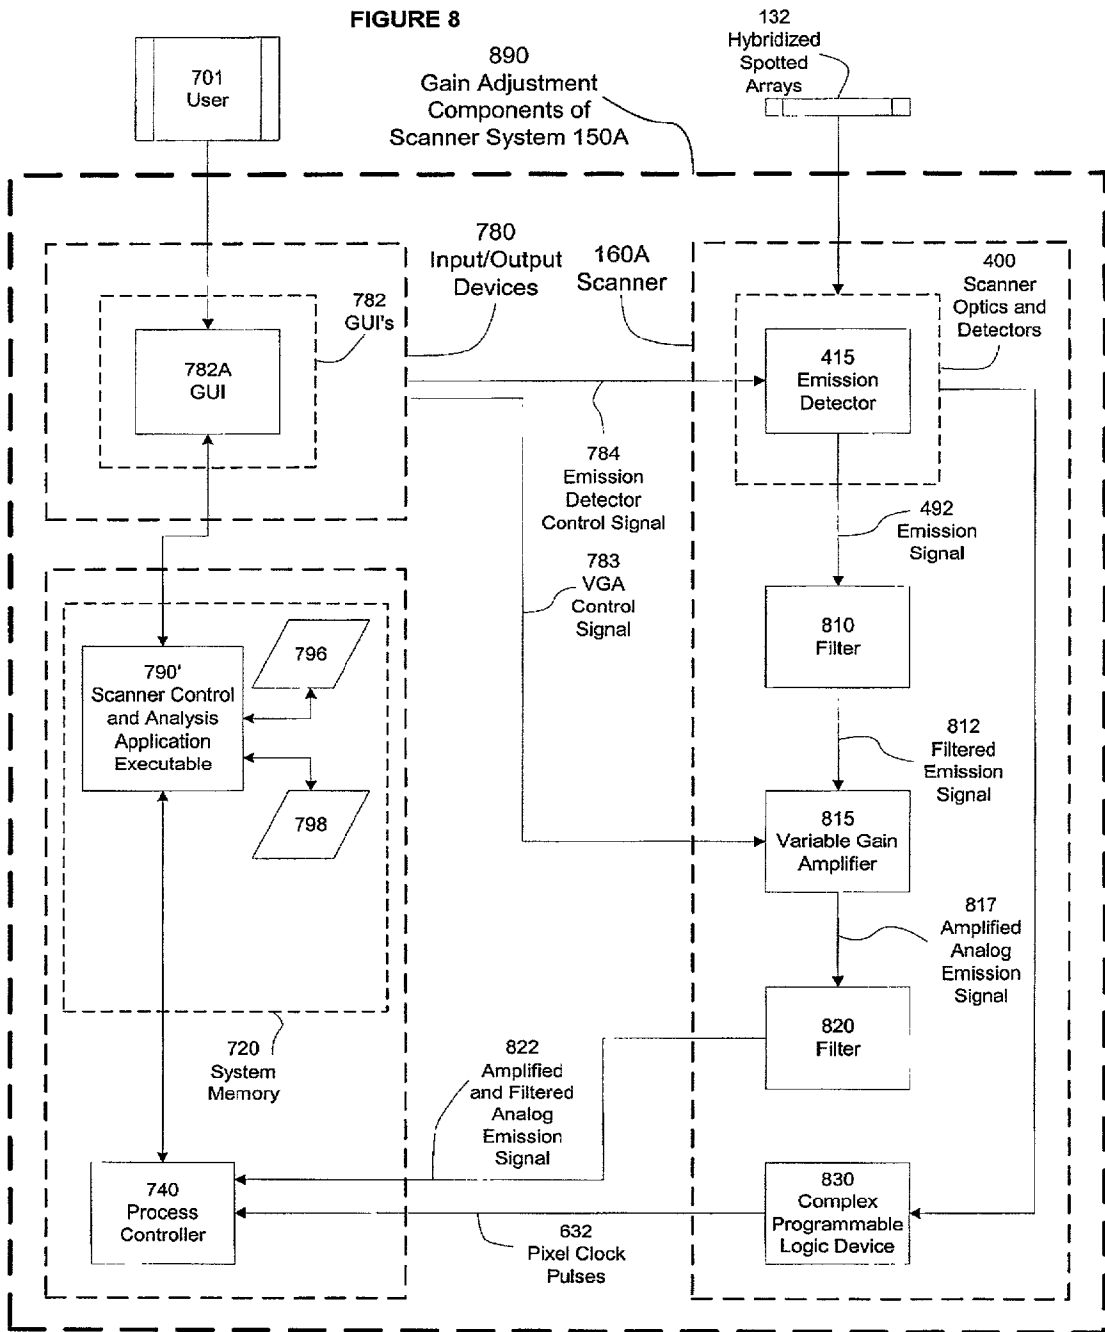 FIGURE 8
701
User
890
Gain Adjustment
Components of
Scanner System 150A
132
Hybridized
Spotted
Arrays
780
Input/Output
Devices
160A
Scanner
400
Scanner
Optics and
Detectors
782
GUI's
782A
GUI
415
Emission
Detector
784
Emission
Detector
Control Signal
492
Emission
Signal
783
VGA
Control
Signal
810
Filter
790'
Scanner Control
and Analysis
Application
Executable
796
798
812
Filtered
Emission
Signal
815
Variable Gain
Amplifier
817
Amplified
Analog
Emission
Signal
820
Filter
720
System
Memory
822
Amplified
and Filtered
Analog
Emission
Signal
740
Process
Controller
830
Complex
Programmable
Logic Device
632
Pixel Clock
Pulses